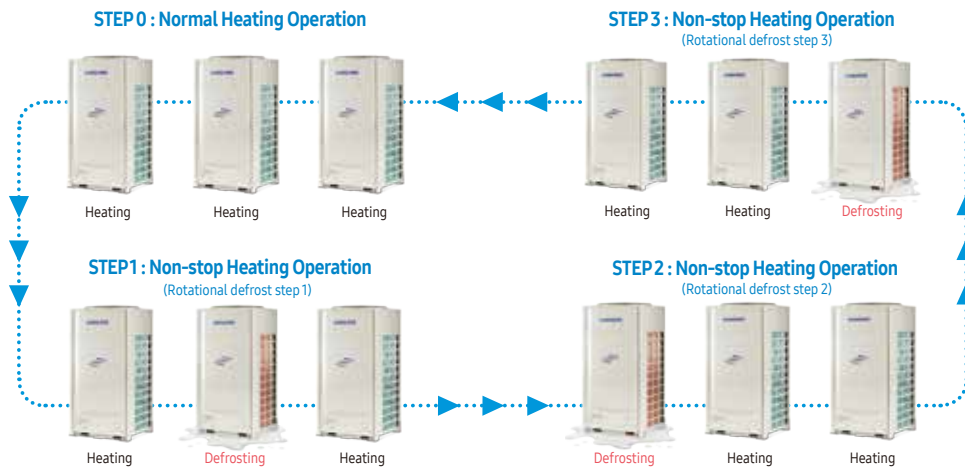 STEP 0 : Normal Heating Operation
Heating
Heating
Heating
STEP 3 : Non-stop Heating Operation
(Rotational defrost step 3)
Heating
Heating
Defrosting
STEP1 : Non-stop Heating Operation
(Rotational defrost step 1)
Heating
Defrosting
Heating
STEP 2 : Non-stop Heating Operation
(Rotational defrost step 2)
Defrosting
Heating
Heating